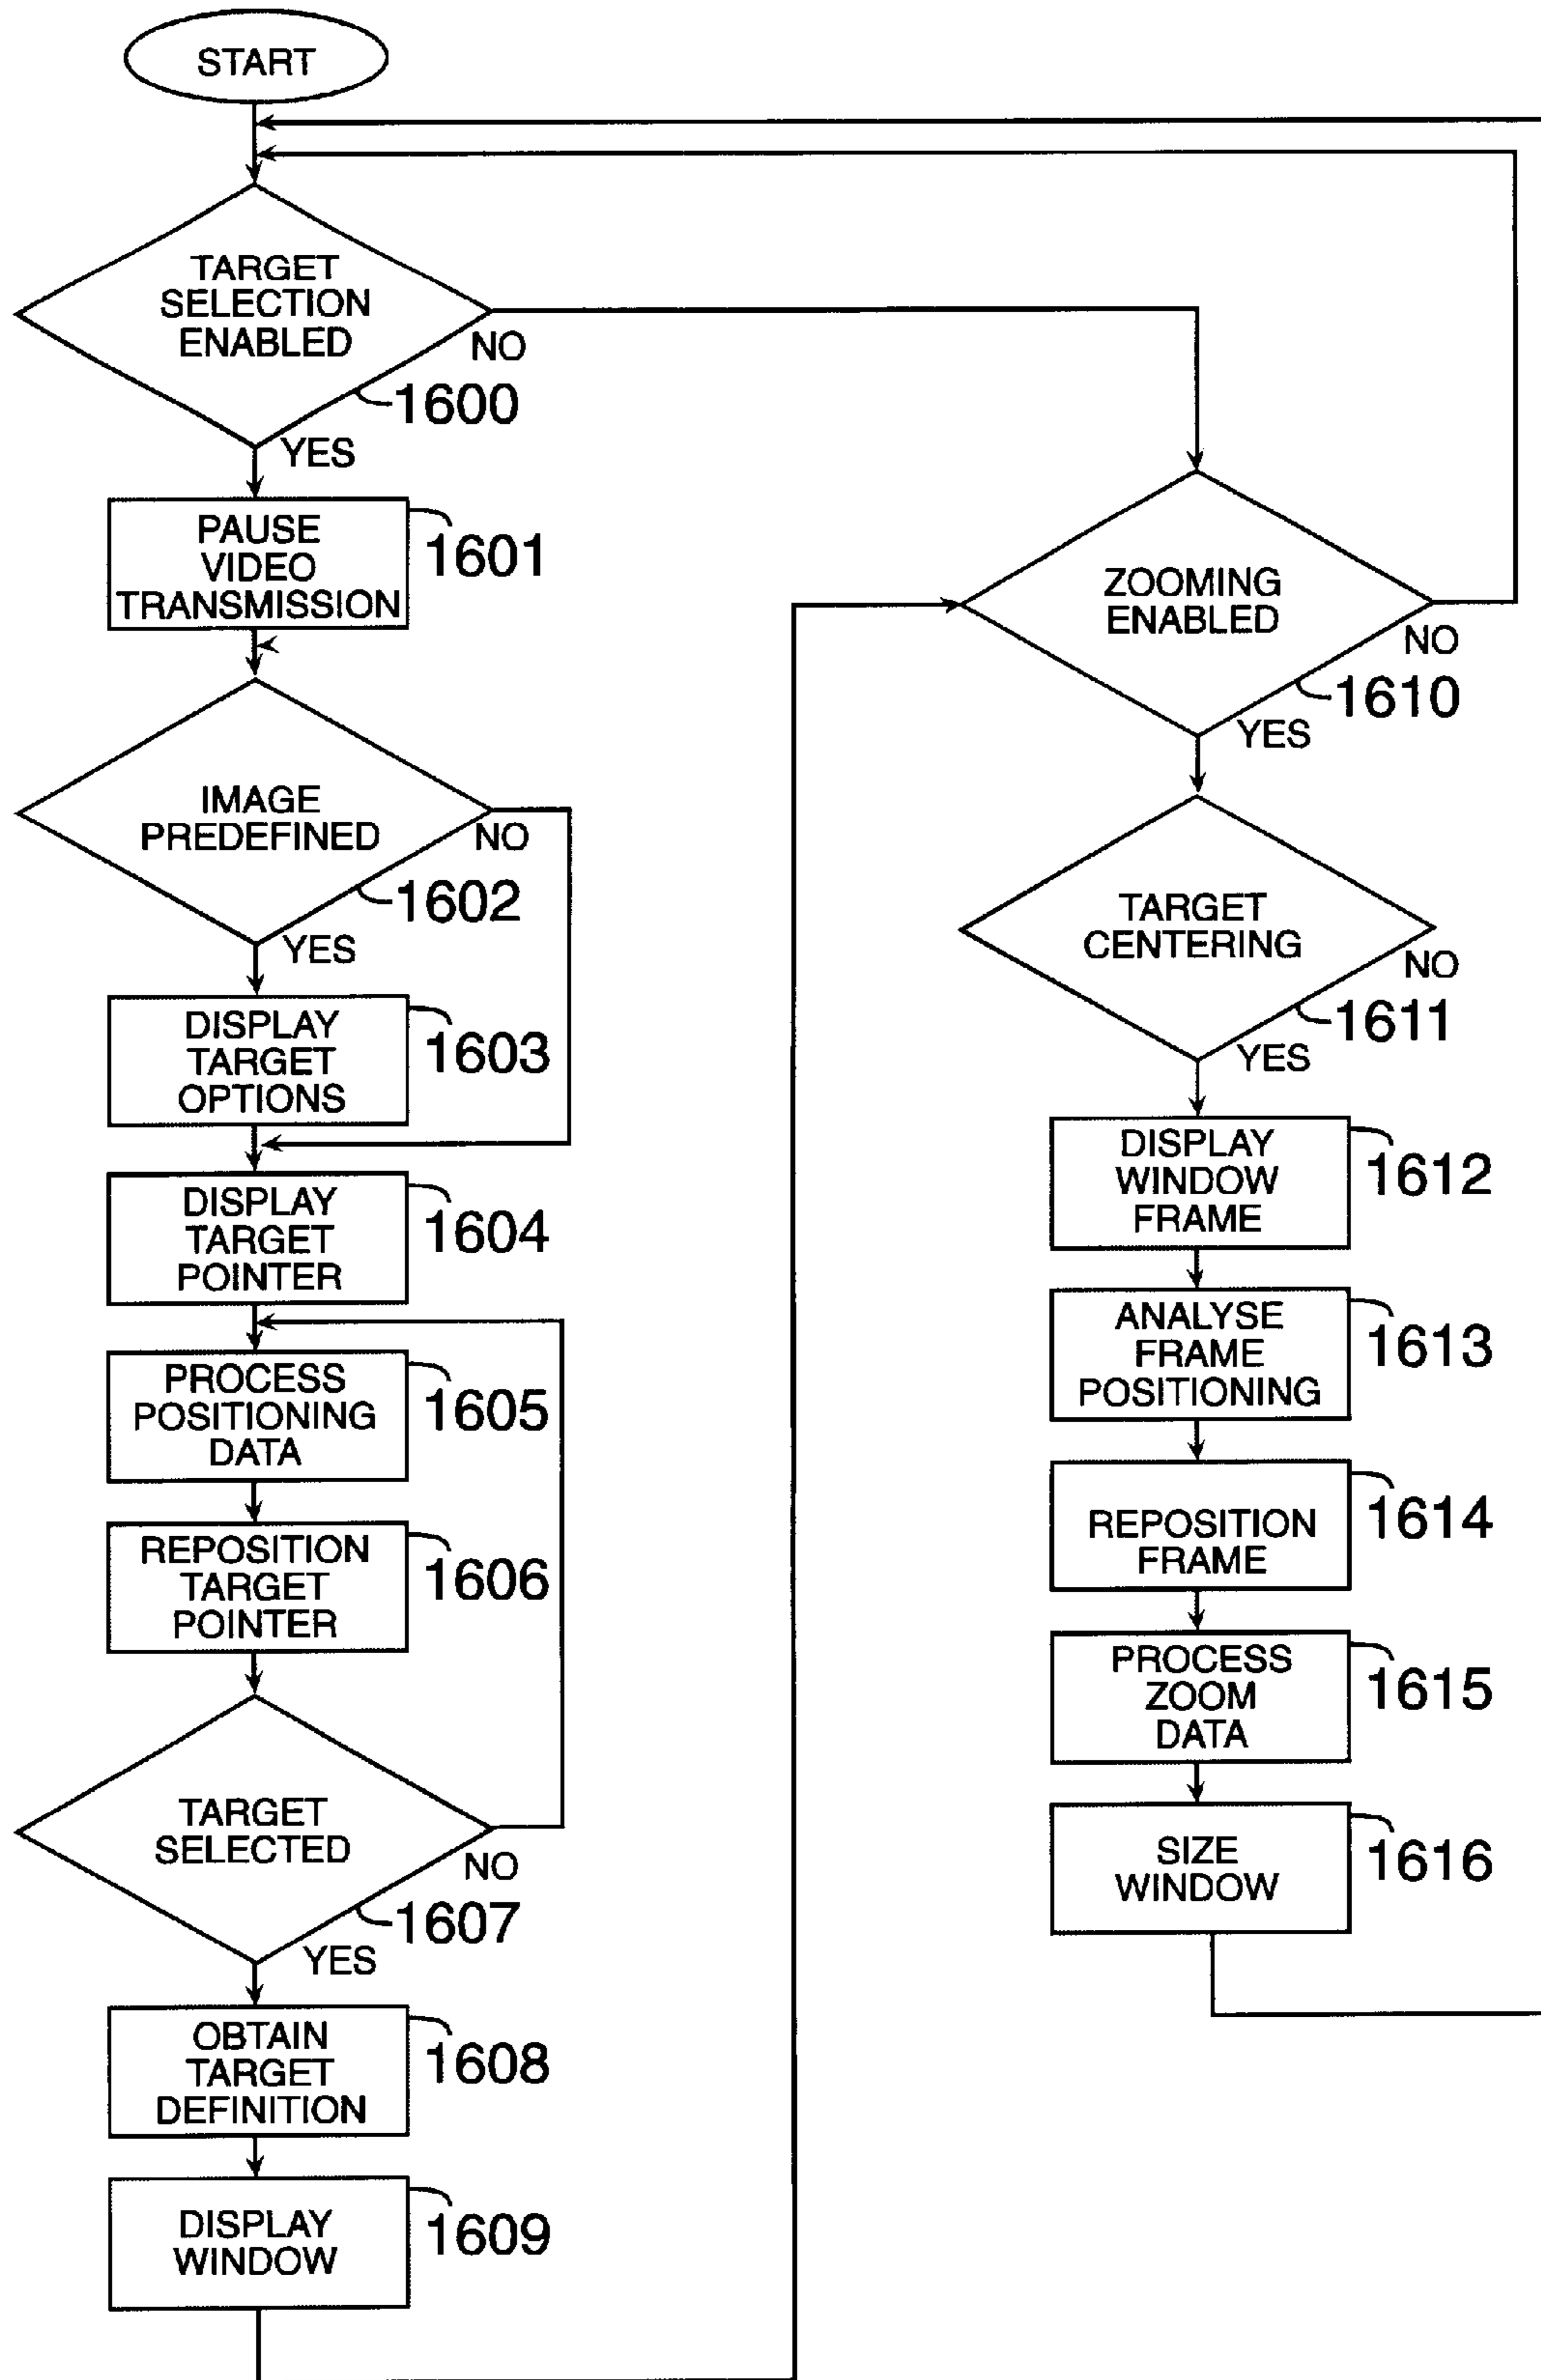 START
TARGET
SELECTION
ENABLED
NO
1600
YES
PAUSE
VIDEO
TRANSMISSION
1601
IMAGE
PREDEFINED
NO
1602
YES
DISPLAY
TARGET
OPTIONS
1603
DISPLAY
TARGET
POINTER
1604
PROCESS
POSITIONING
DATA
1605
REPOSITION
TARGET
POINTER
1606
TARGET
SELECTED
NO
1607
YES
OBTAIN
TARGET
DEFINITION
1608
DISPLAY
WINDOW
1609
ZOOMING
ENABLED
NO
1610
YES
TARGET
CENTERING
NO
1611
YES
DISPLAY
WINDOW
FRAME
1612
ANALYSE
FRAME
POSITIONING
1613
REPOSITION
FRAME
1614
PROCESS
ZOOM
DATA
1615
SIZE
WINDOW
1616